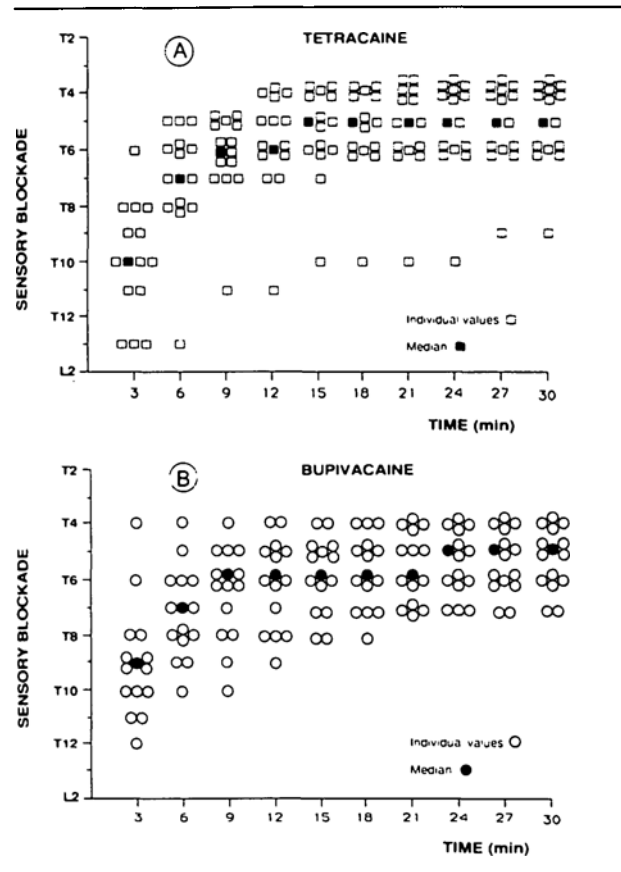 A TETRACAINE
T2
T4
T6
T8
T10
T12
L2
SENSORY BLOCKADE
Individual values
Median
3 6 9 12 15 18 21 24 27 30
TIME (min)
B BUPIVACAINE
T2
T4
T6
T8
T10
T12
L2
SENSORY BLOCKADE
Individual values
Median
3 6 9 12 15 18 21 24 27 30
TIME (min)